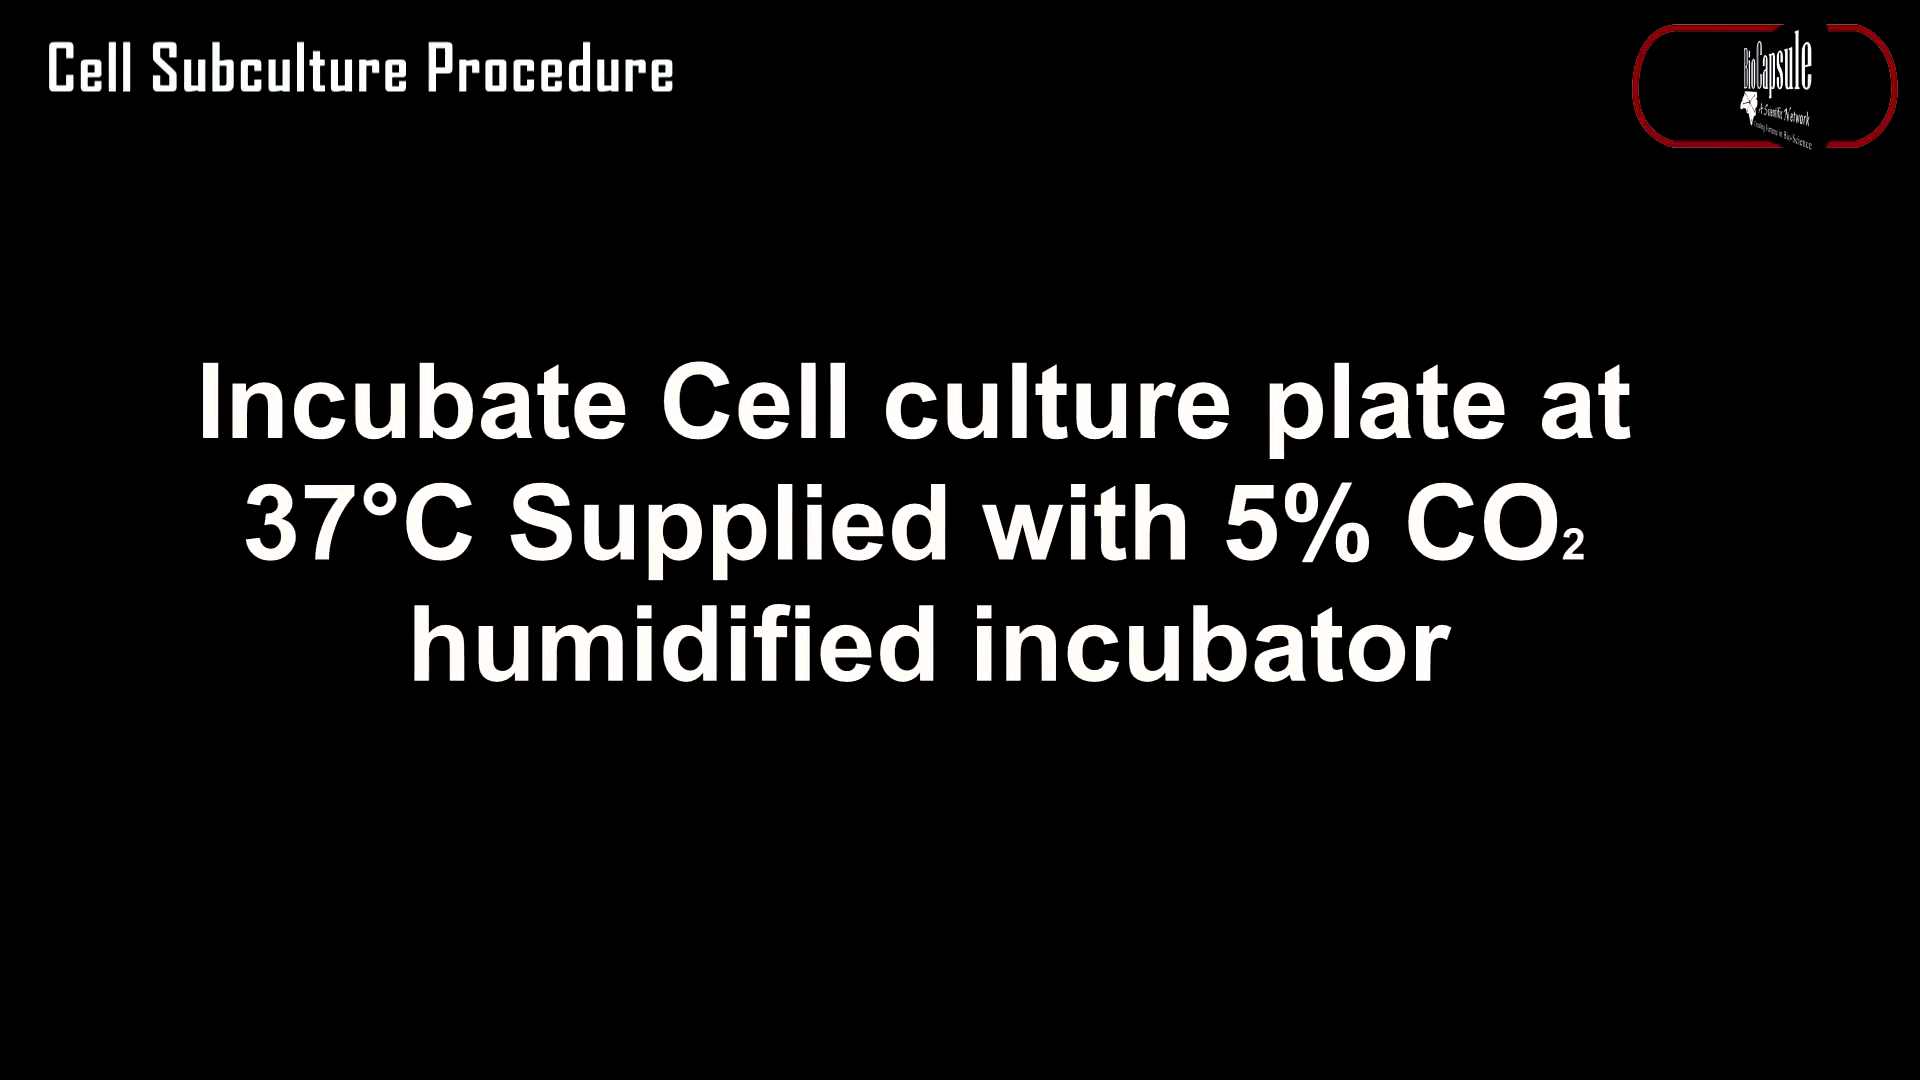 Cell Subculture Procedure
BioCapsule
A Scientific Network
Incubate Cell culture plate at
37°C Supplied with 5% CO₂
humidified incubator